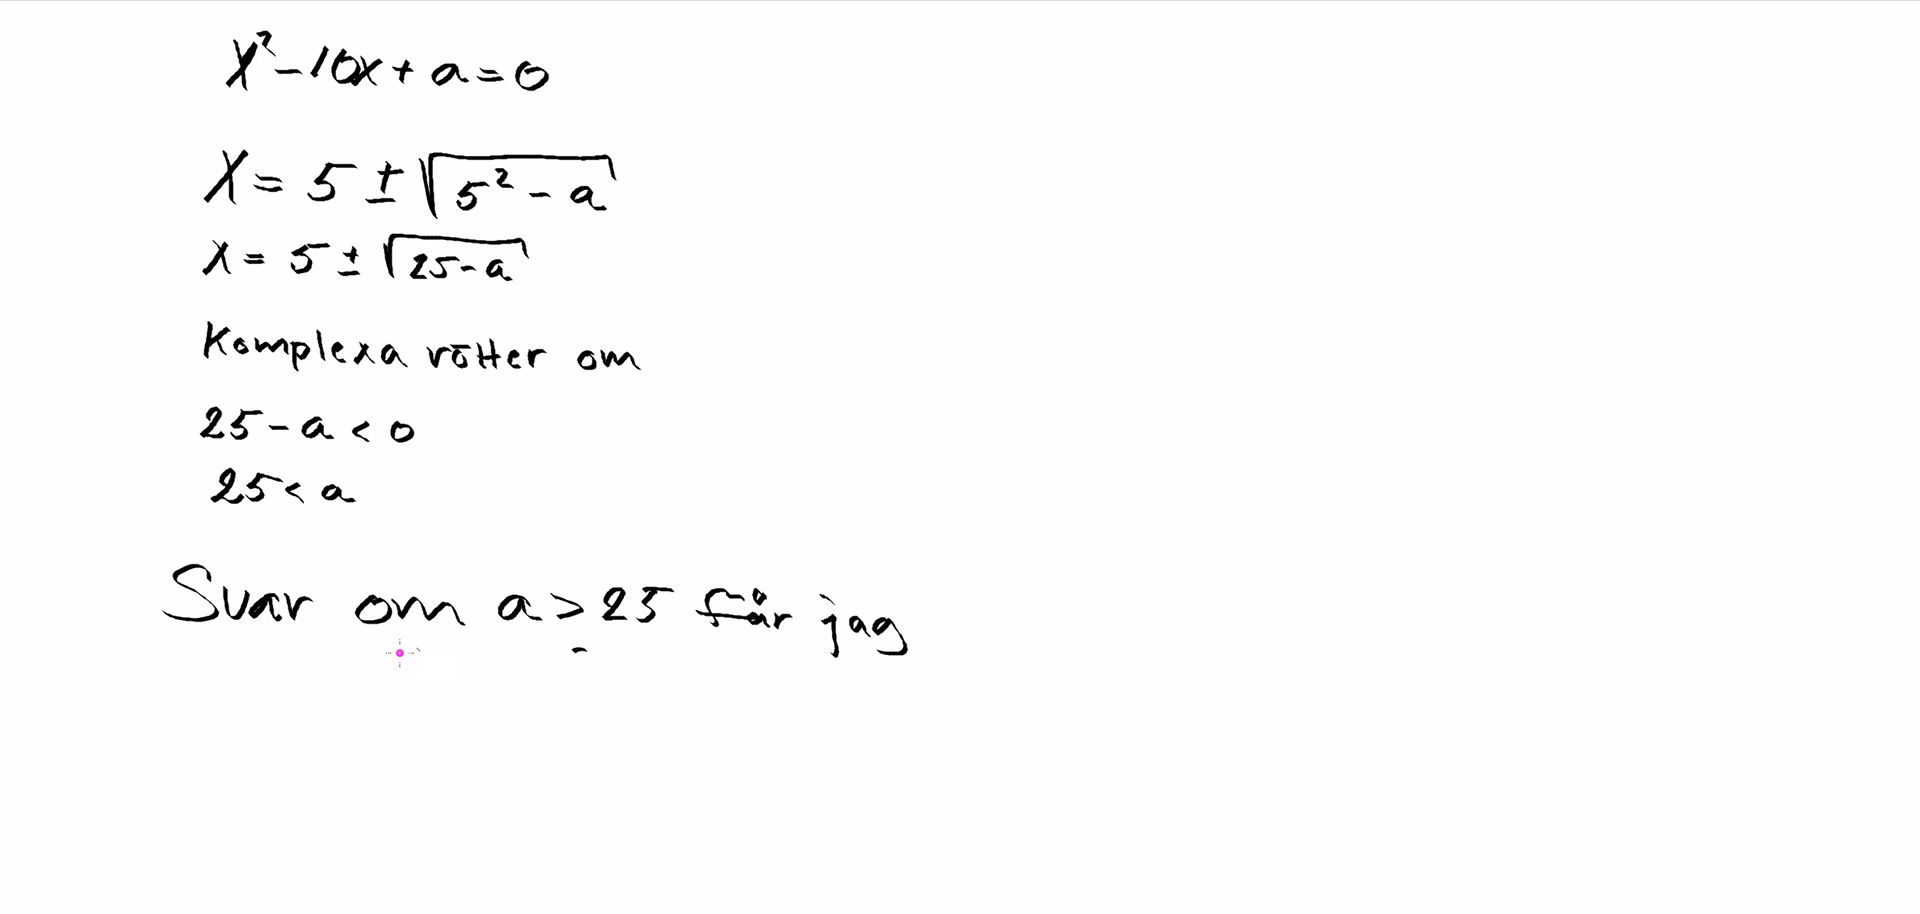 x² - 10x + a = 0
x = 5 ± √(5² - a)
x = 5 ± √(25 - a)
Komplexa rötter om
25 - a < 0
25 < a
Svar om a > 25 får jag